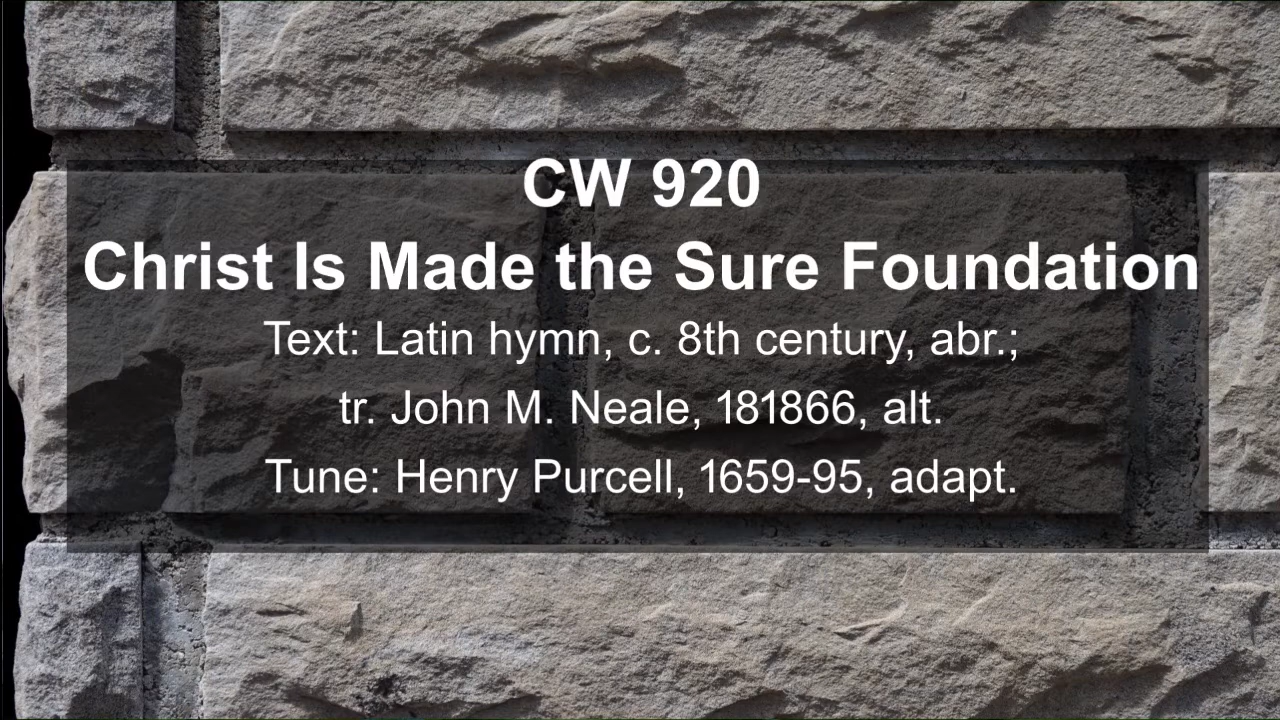 CW 920
Christ Is Made the Sure Foundation
Text: Latin hymn, c. 8th century, abr.;
tr. John M. Neale, 181866, alt.
Tune: Henry Purcell, 1659-95, adapt.